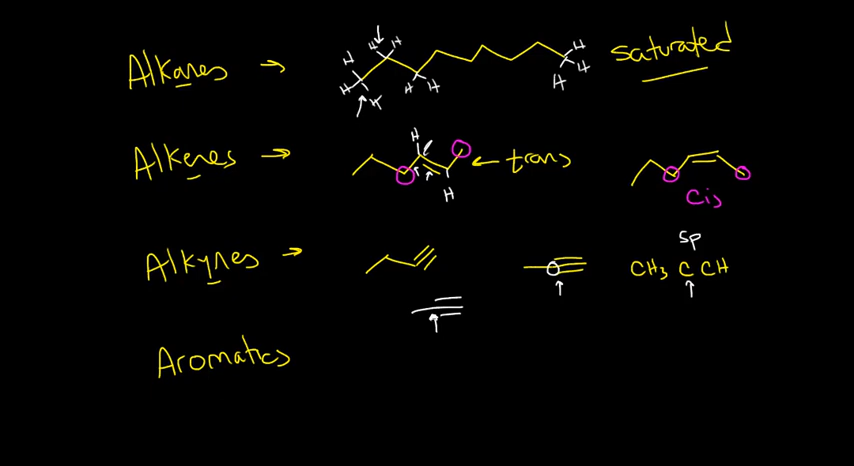 Alkanes → H H H H H H H H H H saturated
Alkenes → H H ← trans Cis
Alkynes → sp CH3 C CH
Aromatics